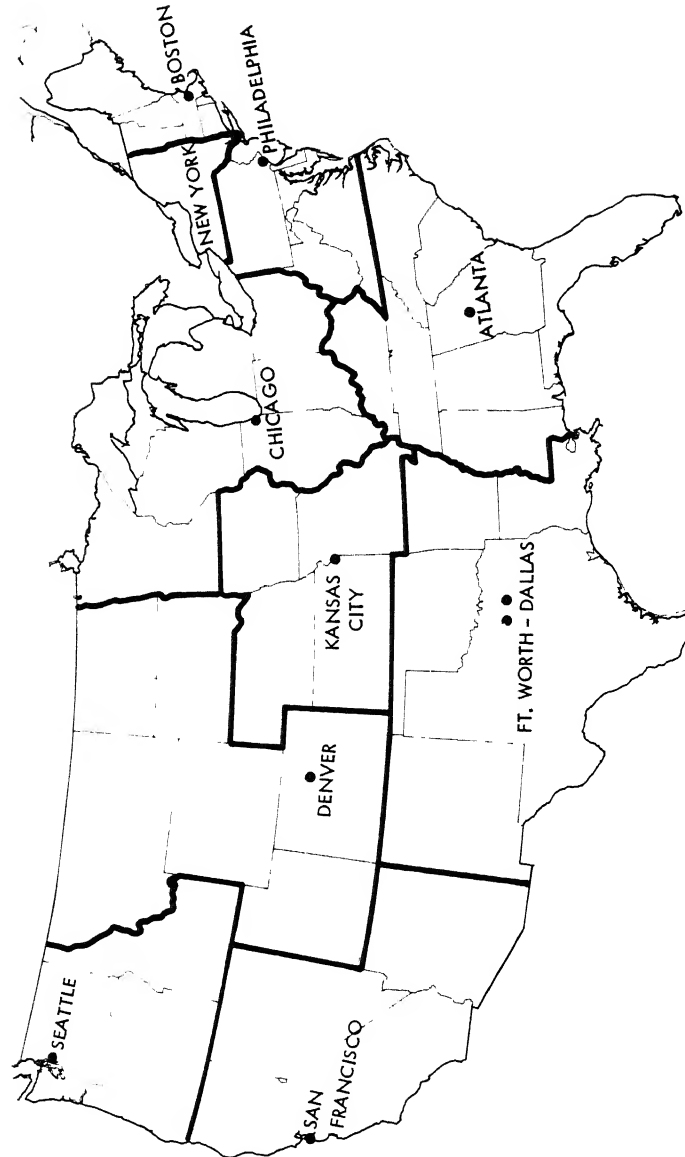 SEATTLE
SAN
FRANCISCO
DENVER
KANSAS
CITY
FT. WORTH – DALLAS
CHICAGO
ATLANTA
NEW YORK
PHILADELPHIA
BOSTON